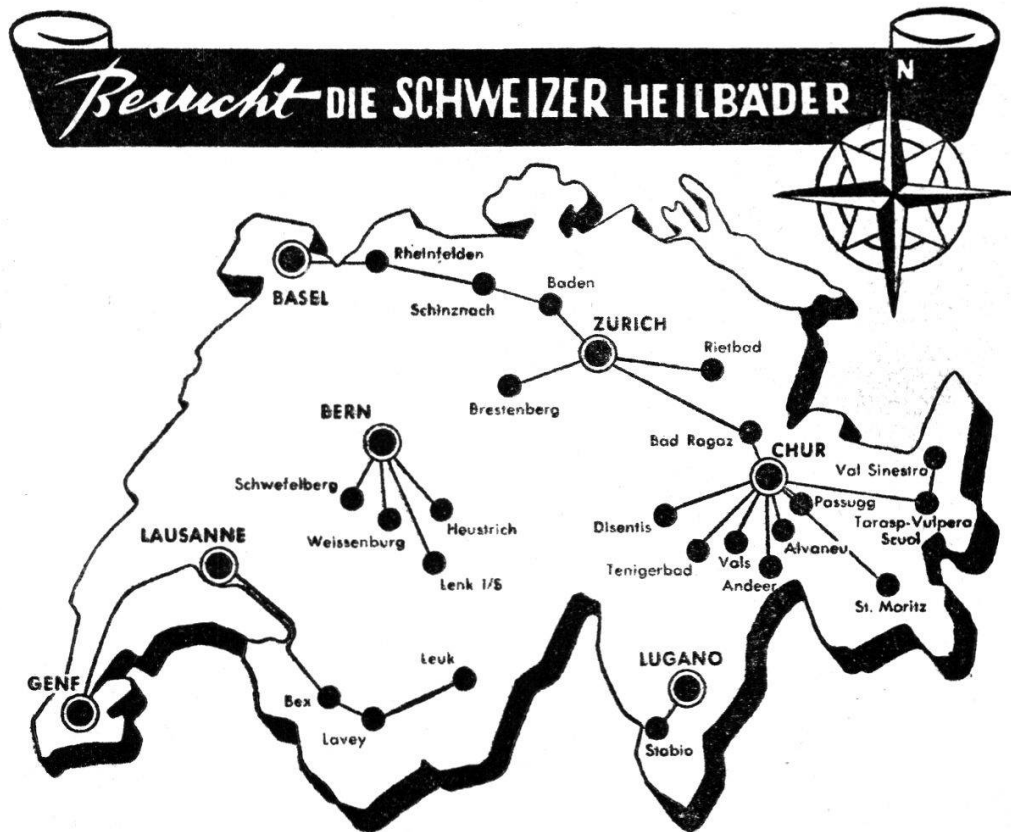 Besucht DIE SCHWEIZER HEILBÄDER
N
Rheinfelden
BASEL
Schinznach
Baden
ZÜRICH
Rietbad
Brestenberg
BERN
Bad Ragaz
CHUR
Val Sinestra
Schwefelberg
Weissenburg
Heustrich
Lenk I/S
Disentis
Passugg
Tarasp-Vulpera
Scuol
Tenigerbad
Vals
Alvaneu
Andeer
St. Moritz
LAUSANNE
GENF
Bex
Lavey
Leuk
LUGANO
Stabio